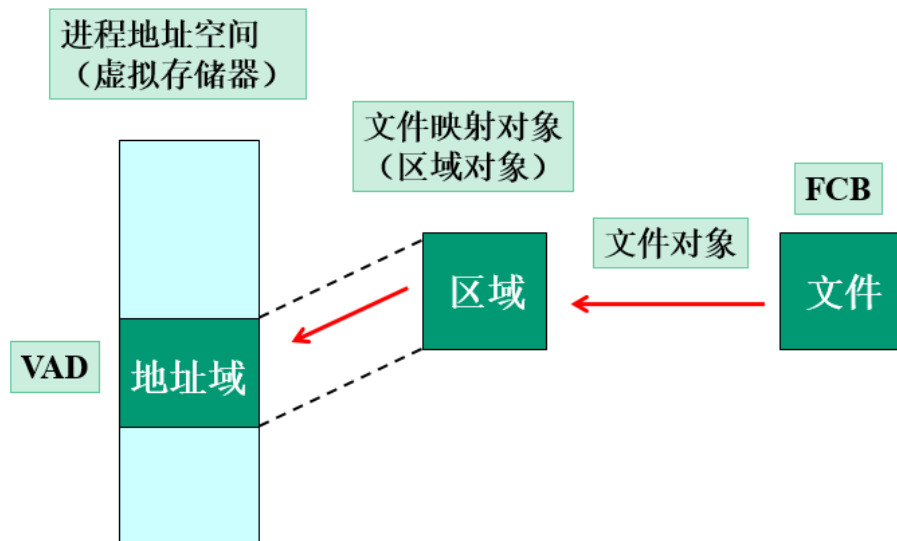 进程地址空间
（虚拟存储器）
文件映射对象
（区域对象）
FCB
文件对象
区域
文件
VAD
地址域